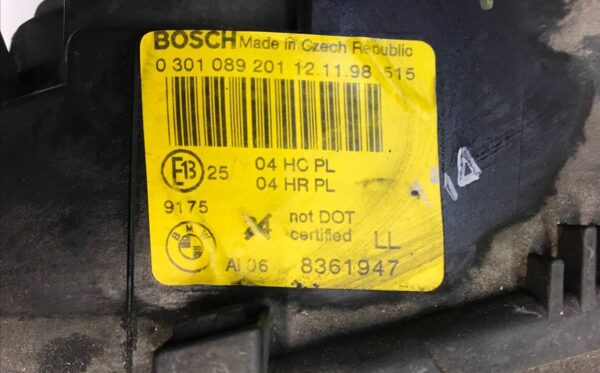 BOSCH Made in Czech Republic
0 301 089 201 12.11.98 515
E13 25 04 HC PL
04 HR PL
9175
not DOT
certified LL
BMW
AI 06 8361947